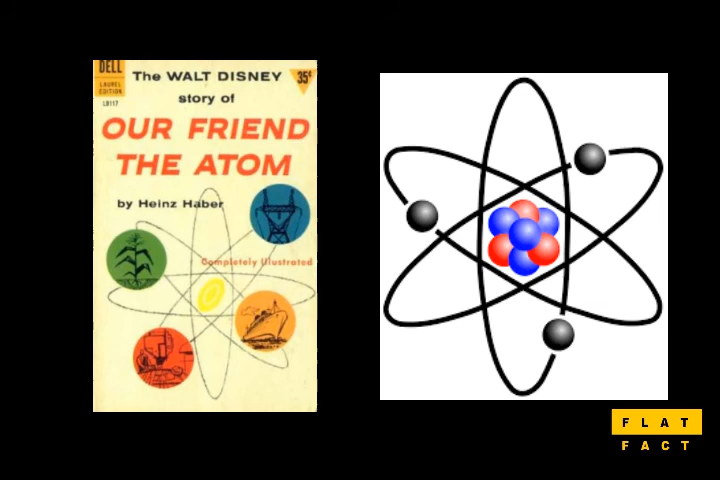 DELL
LAUREL
EDITION
LB117
The WALT DISNEY
35¢
story of
OUR FRIEND
THE ATOM
by Heinz Haber
Completely Illustrated
FLAT
FACT